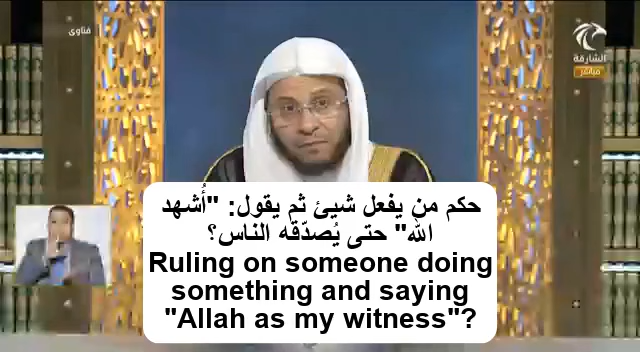 فتاوى
الشارقة
مباشر
حكم من يفعل شيئ ثم يقول: "أُشهد
الله" حتى يُصدّقه الناس؟
Ruling on someone doing
something and saying
"Allah as my witness"?